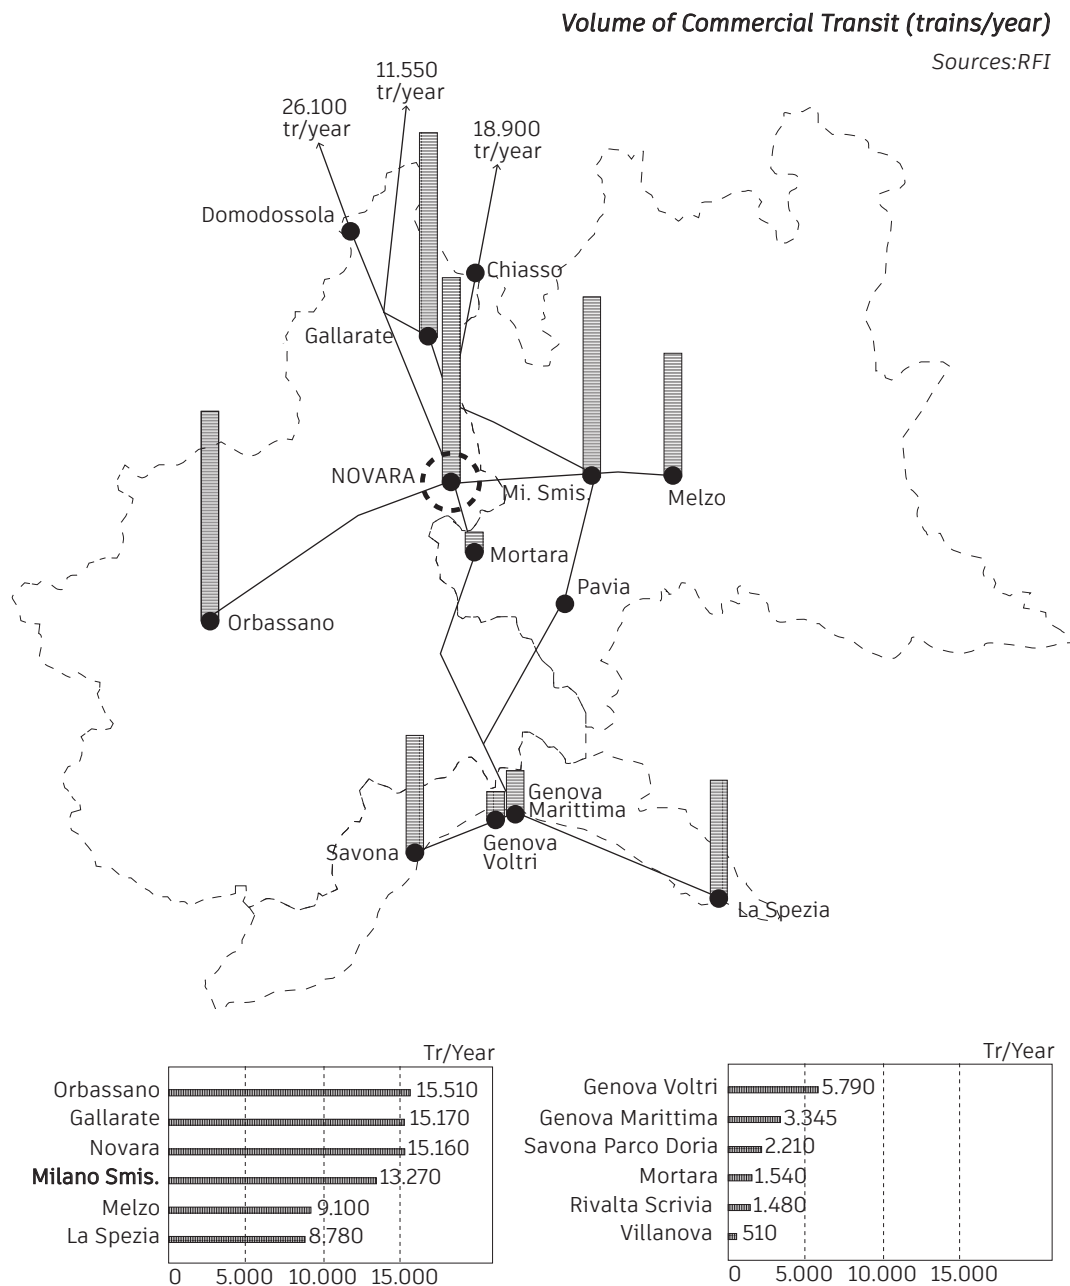 Volume of Commercial Transit (trains/year)
Sources:RFI
11.550
tr/year
26.100
tr/year
18.900
tr/year
Domodossola
Chiasso
Gallarate
NOVARA
Mi. Smis.
Melzo
Mortara
Pavia
Orbassano
Genova
Marittima
Savona
Genova
Voltri
La Spezia
Tr/Year
Orbassano 15.510
Gallarate 15.170
Novara 15.160
Milano Smis. 13.270
Melzo 9.100
La Spezia 8.780
0 5.000 10.000 15.000
Tr/Year
Genova Voltri 5.790
Genova Marittima 3.345
Savona Parco Doria 2.210
Mortara 1.540
Rivalta Scrivia 1.480
Villanova 510
0 5.000 10.000 15.000